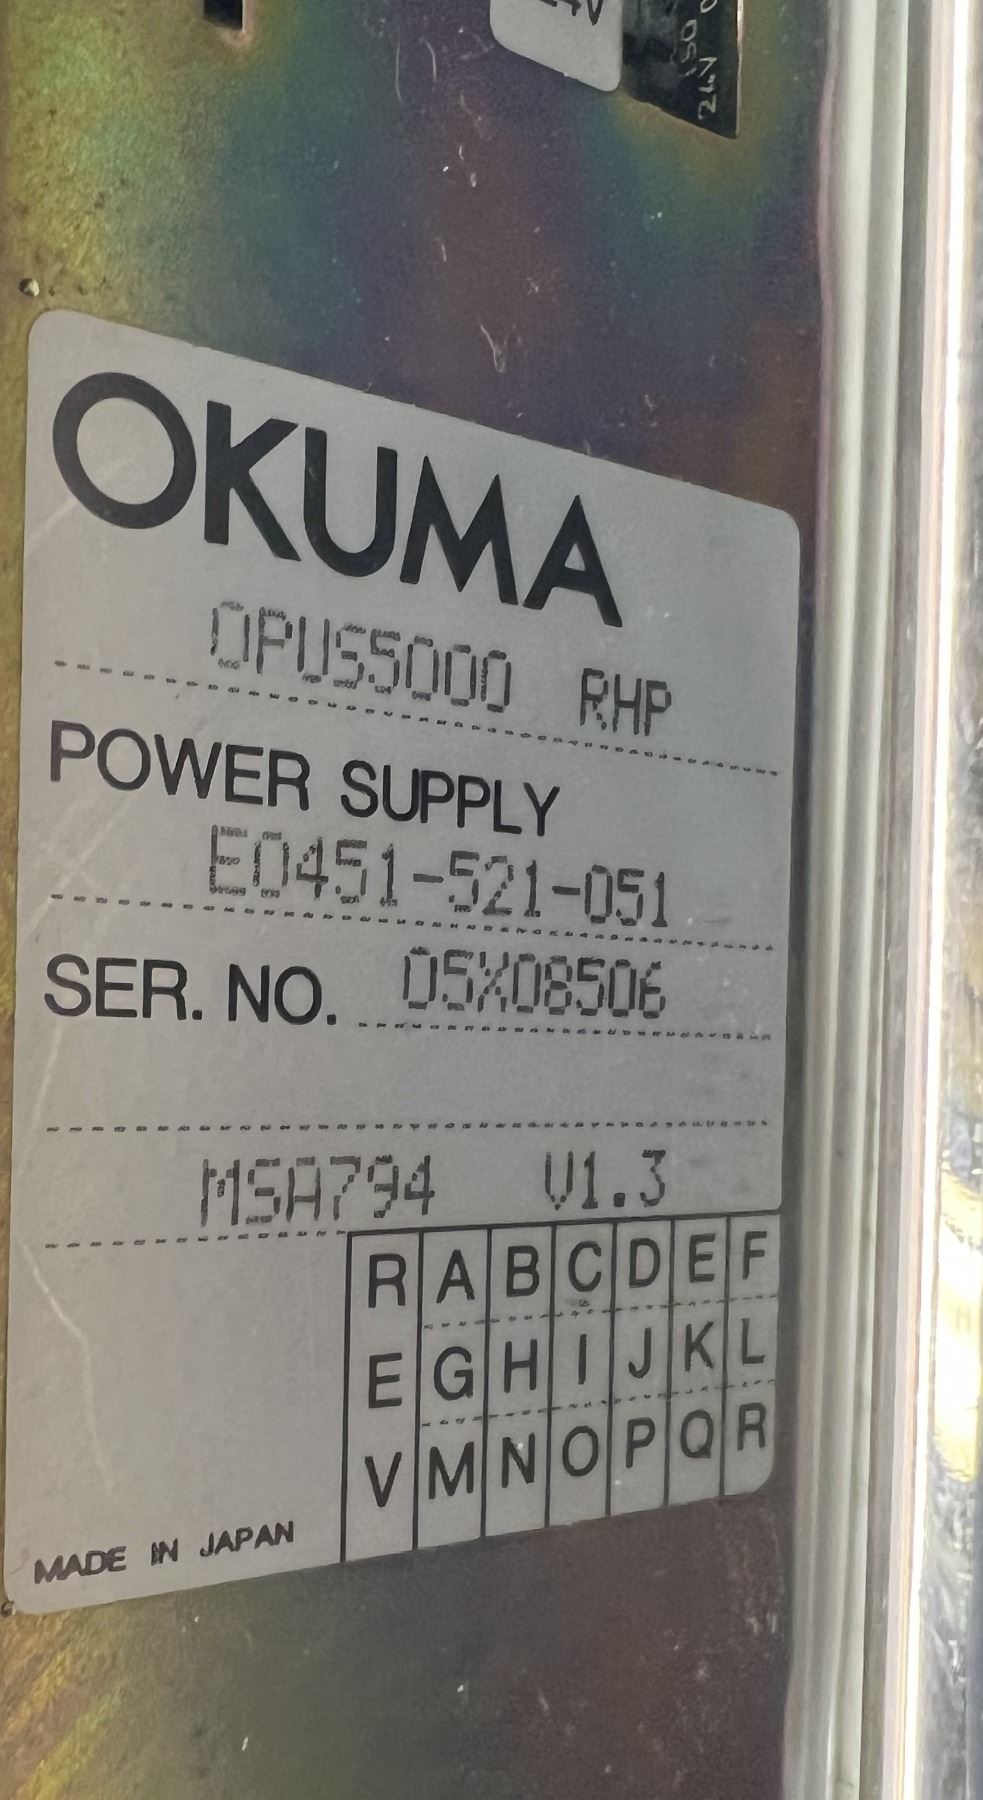 OKUMA
OPUS5000 RHP
POWER SUPPLY
E0451-521-051
SER. NO. 05X08506
MSA794 V1.3
R A B C D E F
E G H I J K L
V M N O P Q R
MADE IN JAPAN